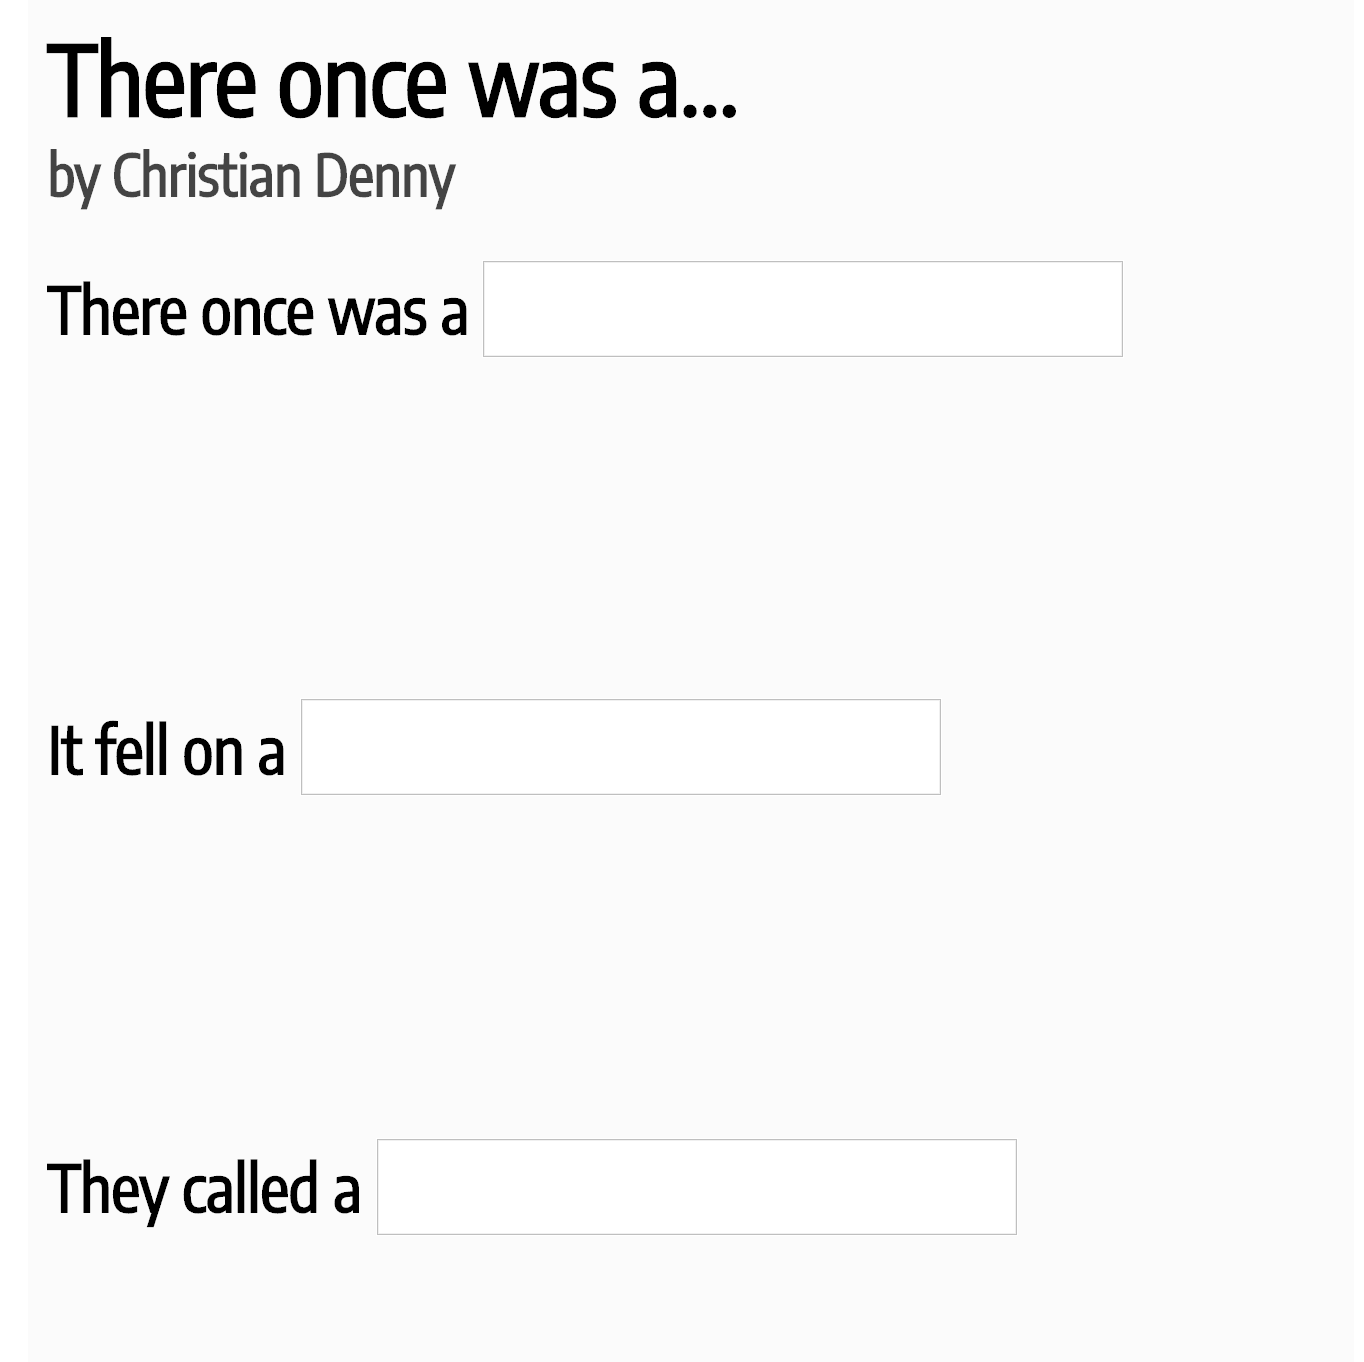 There once was a...
by Christian Denny
There once was a
It fell on a
They called a